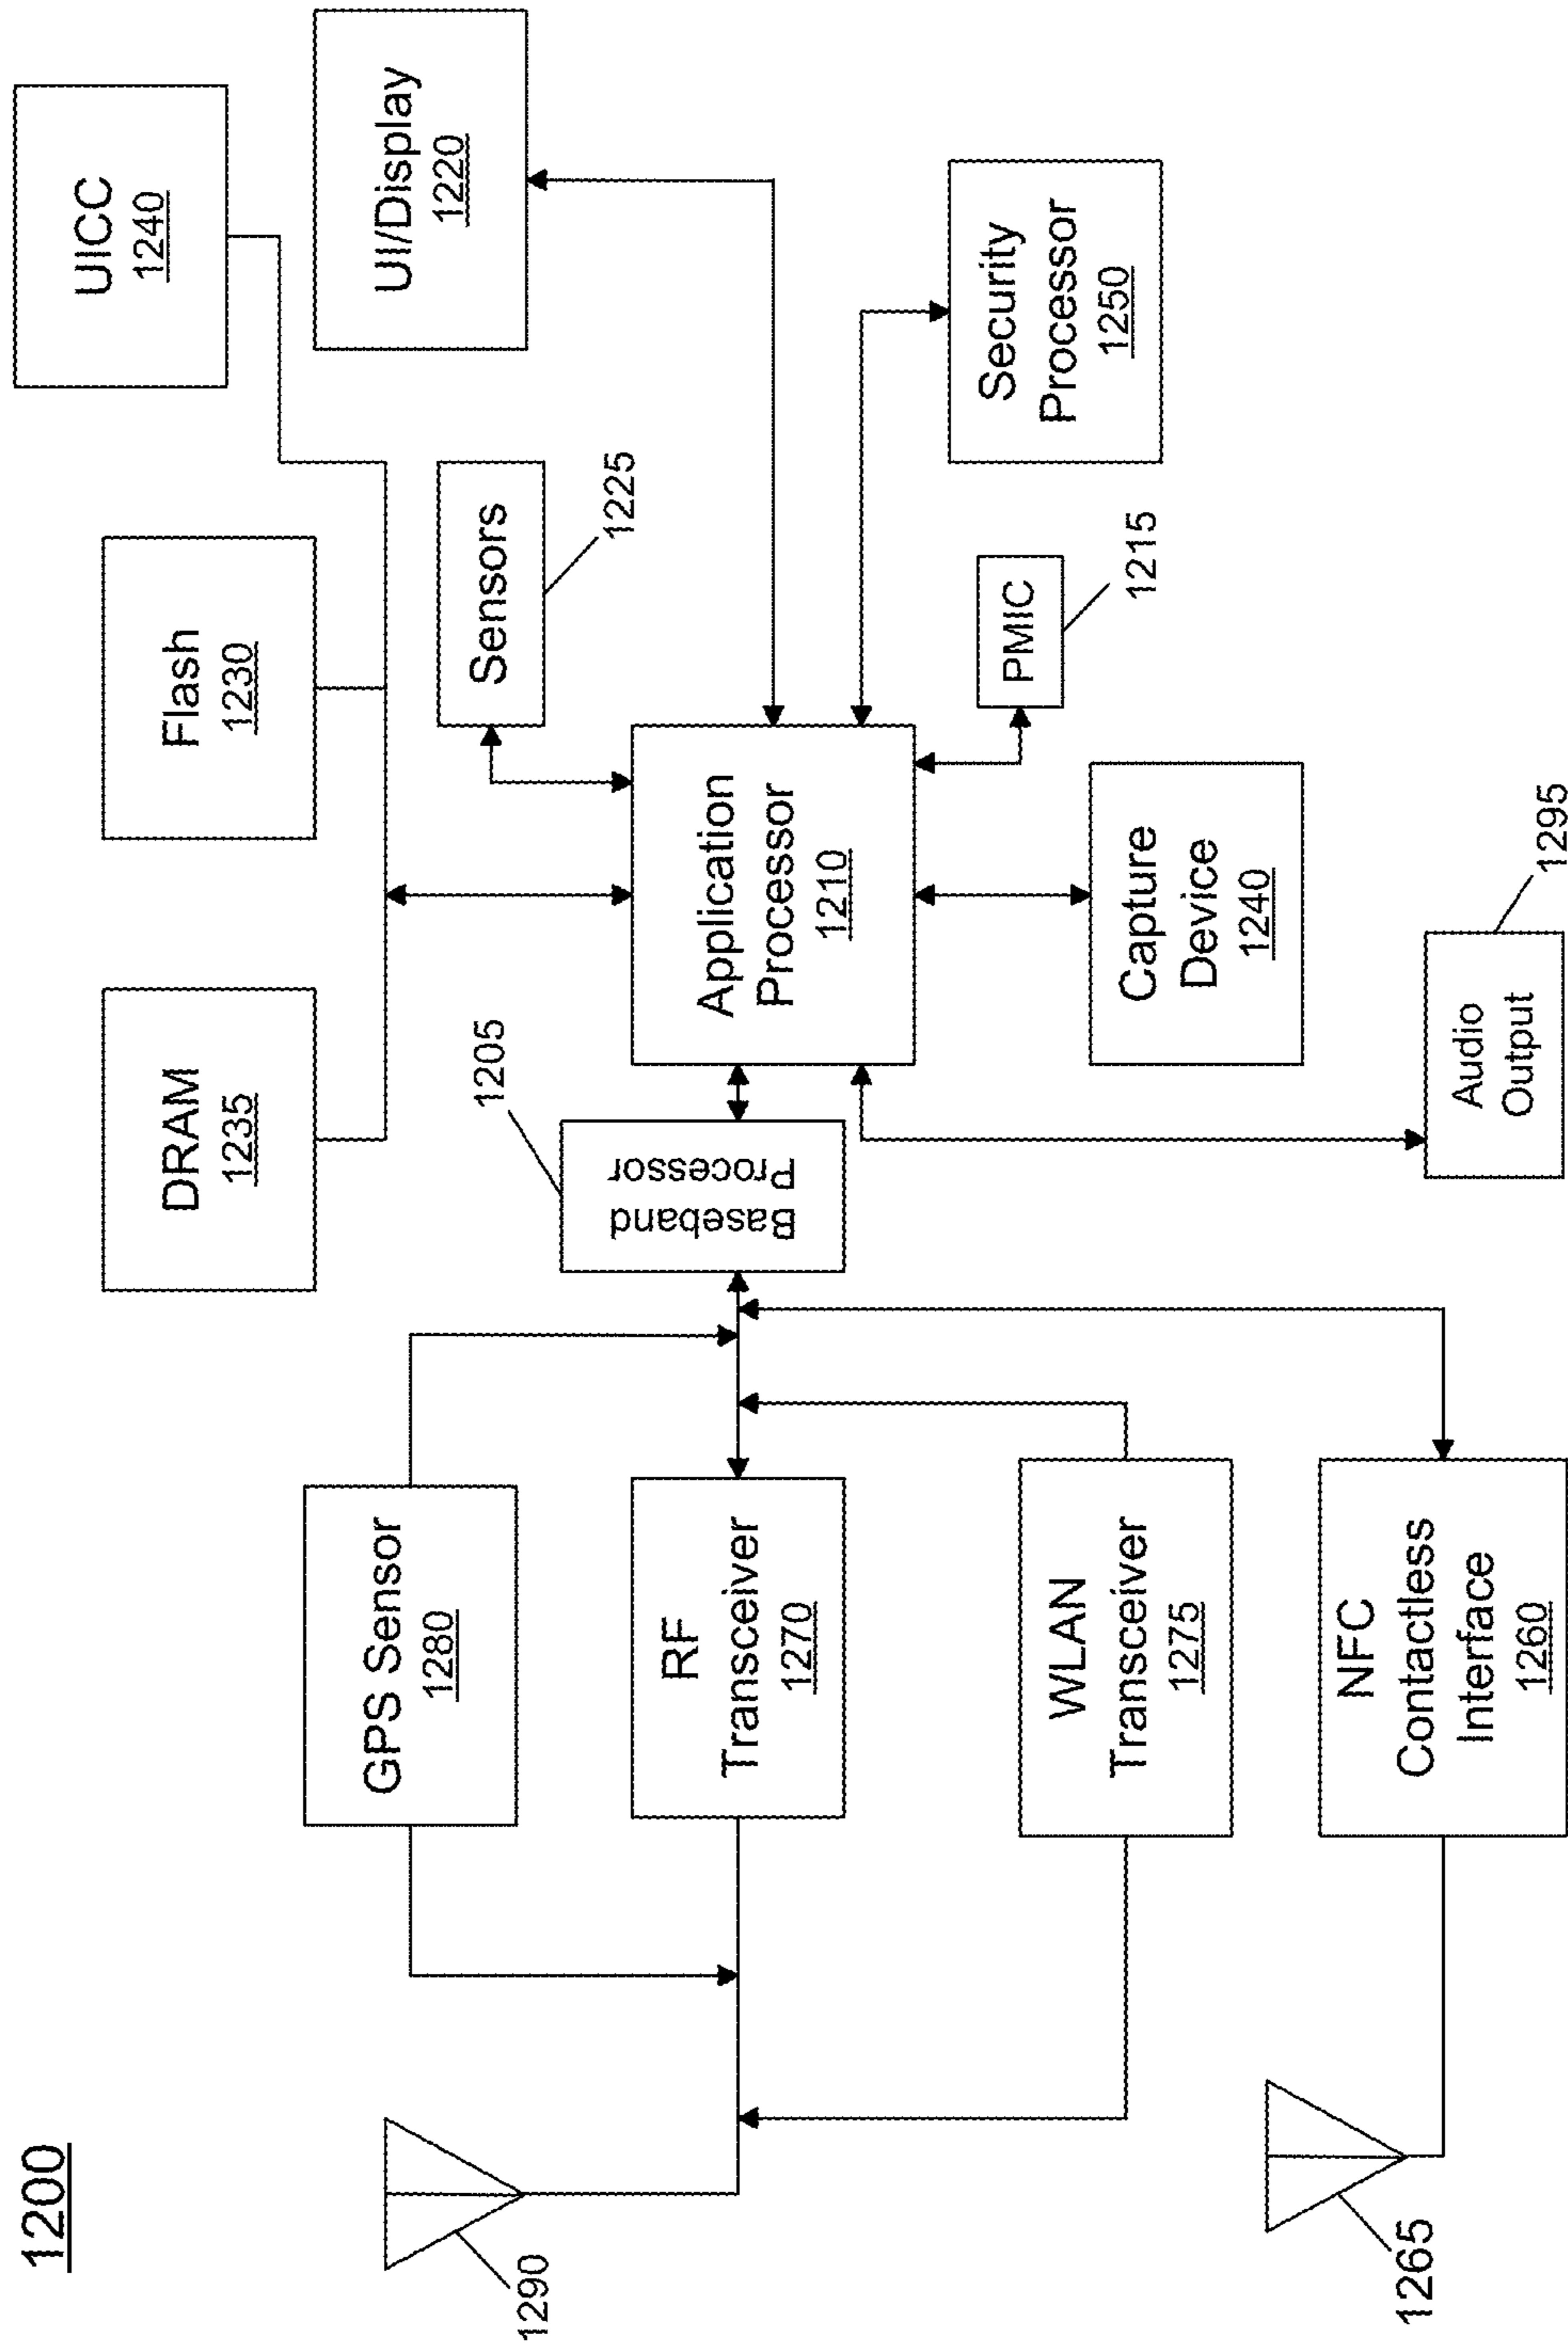 1200
UICC
1240
DRAM
1235
Flash
1230
UI/Display
1220
Sensors
1225
GPS Sensor
1280
1290
1205
Baseband
Processor
Application
Processor
1210
RF
Transceiver
1270
Security
Processor
1250
PMIC
1215
WLAN
Transceiver
1275
Capture
Device
1240
NFC
Contactless
Interface
1260
1265
Audio
Output
1295